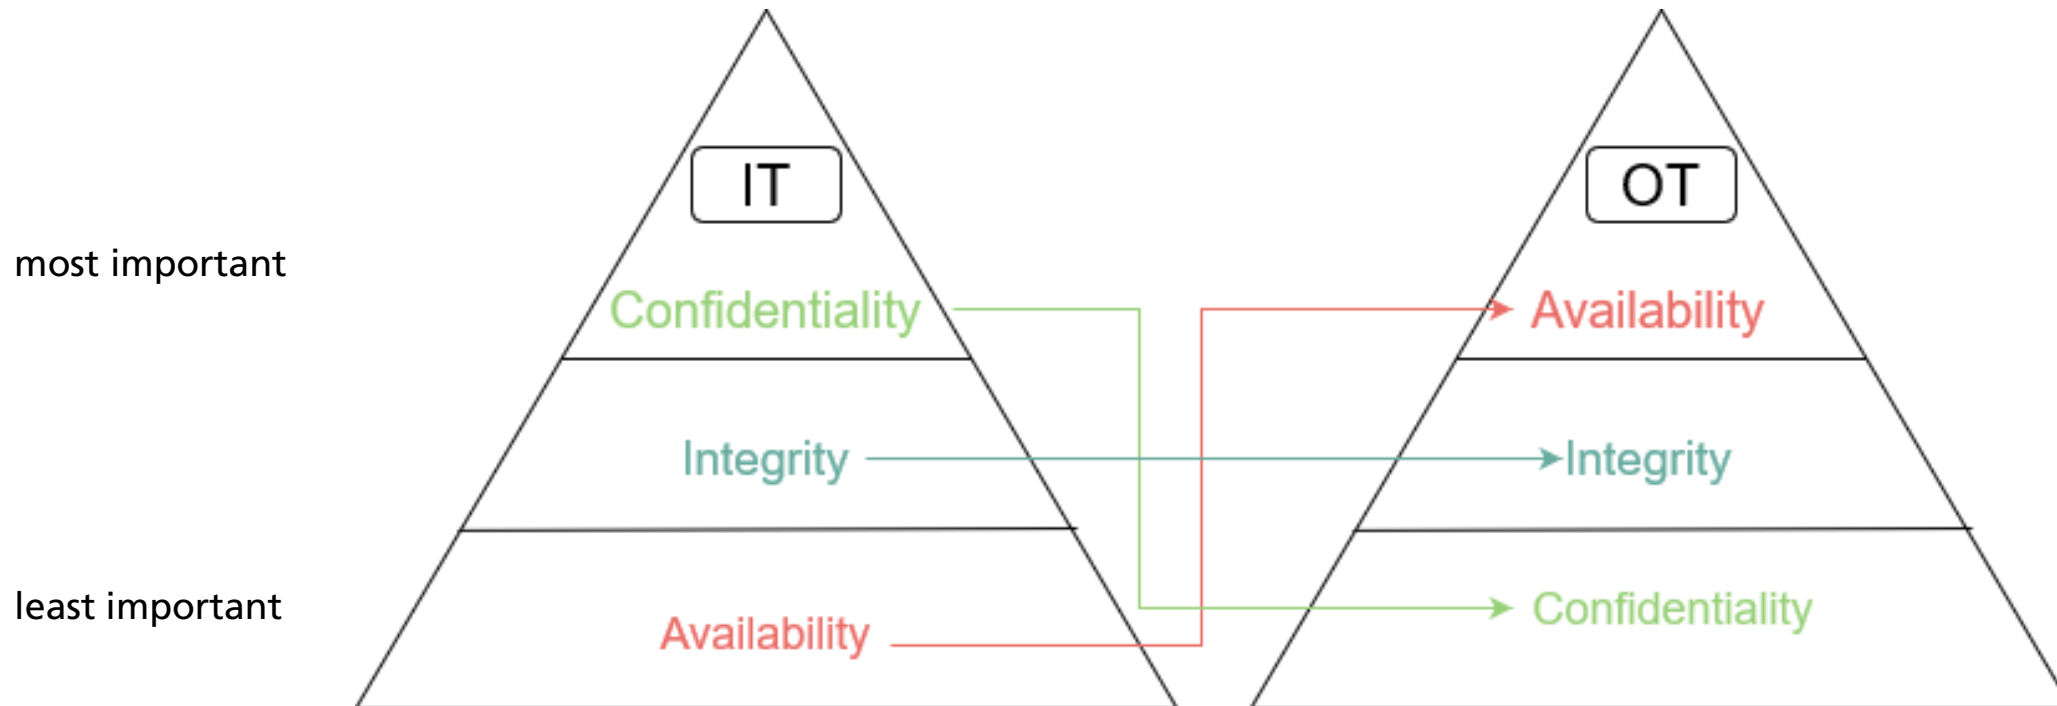 IT
OT
most important
Confidentiality
Availability
Integrity
Integrity
least important
Availability
Confidentiality